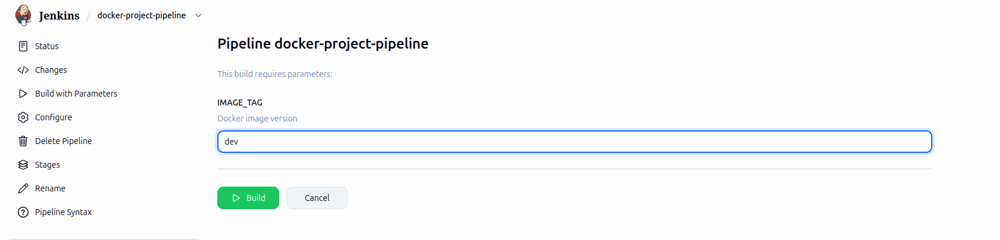 Jenkins / docker-project-pipeline
Status
Changes
Build with Parameters
Configure
Delete Pipeline
Stages
Rename
Pipeline Syntax
Pipeline docker-project-pipeline
This build requires parameters:
IMAGE_TAG
Docker image version
dev
Build Cancel